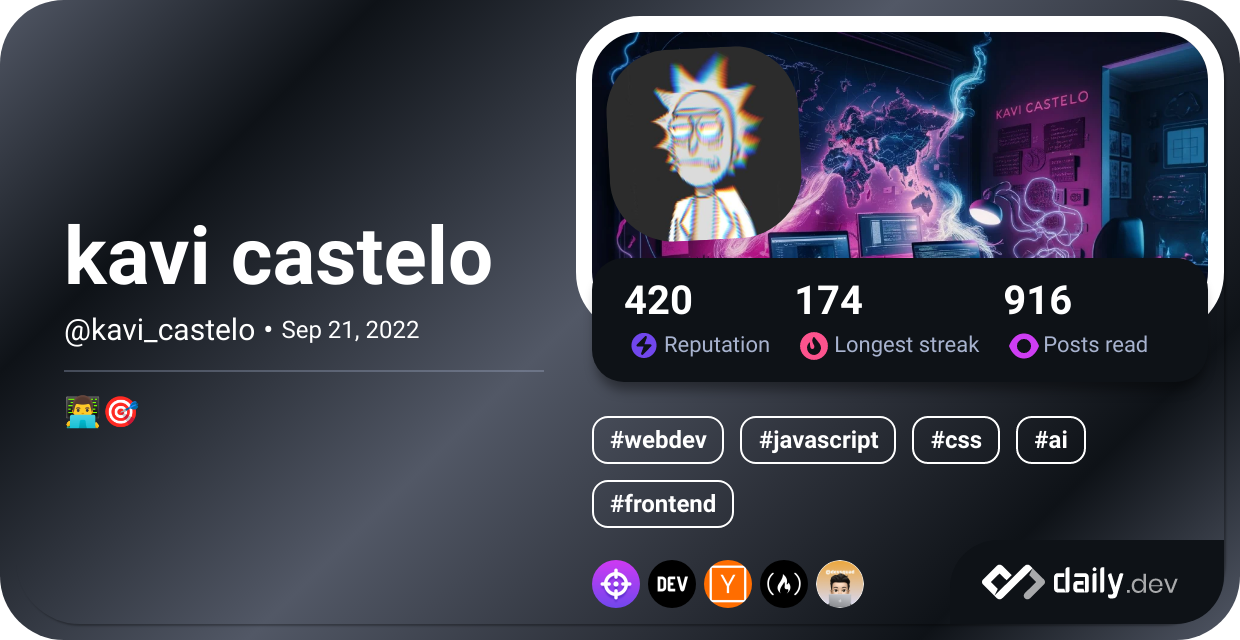 kavi castelo
@kavi_castelo • Sep 21, 2022
KAVI CASTELO
420 174 916
Reputation Longest streak Posts read
#webdev #javascript #css #ai
#frontend
DEV Y
daily.dev